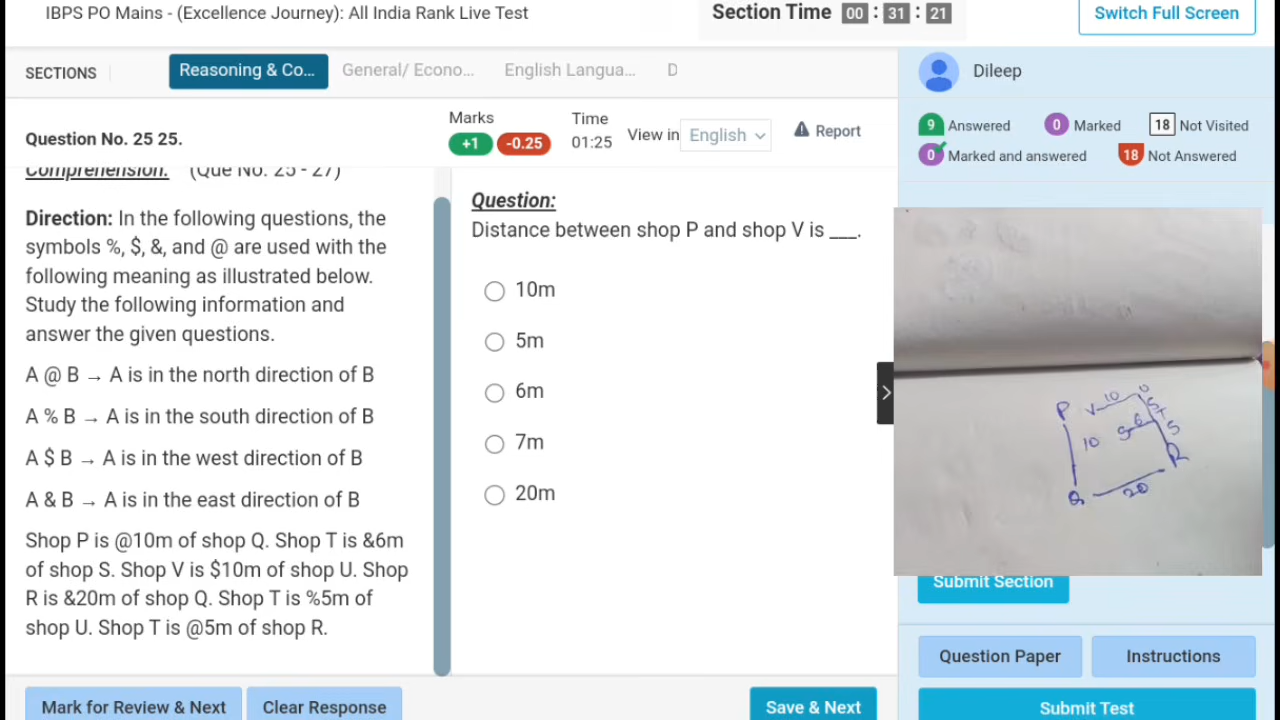 IBPS PO Mains - (Excellence Journey): All India Rank Live Test
Section Time 00 : 31 : 21
Switch Full Screen
SECTIONS
Reasoning & Co...
General/ Econo...
English Langua...
D
Dileep
9 Answered
0 Marked
18 Not Visited
0 Marked and answered
18 Not Answered
Question No. 25 25.
Marks
+1 -0.25
Time
01:25
View in English
Report
Comprehension: (Que No. 25 - 27)
Direction: In the following questions, the
symbols %, $, &, and @ are used with the
following meaning as illustrated below.
Study the following information and
answer the given questions.
A @ B → A is in the north direction of B
A % B → A is in the south direction of B
A $ B → A is in the west direction of B
A & B → A is in the east direction of B
Shop P is @10m of shop Q. Shop T is &6m
of shop S. Shop V is $10m of shop U. Shop
R is &20m of shop Q. Shop T is %5m of
shop U. Shop T is @5m of shop R.
Question:
Distance between shop P and shop V is ___.
10m
5m
6m
7m
20m
P V 10 U
5
S 6 T
10 5
R
Q 20
Submit Section
Question Paper
Instructions
Mark for Review & Next
Clear Response
Save & Next
Submit Test